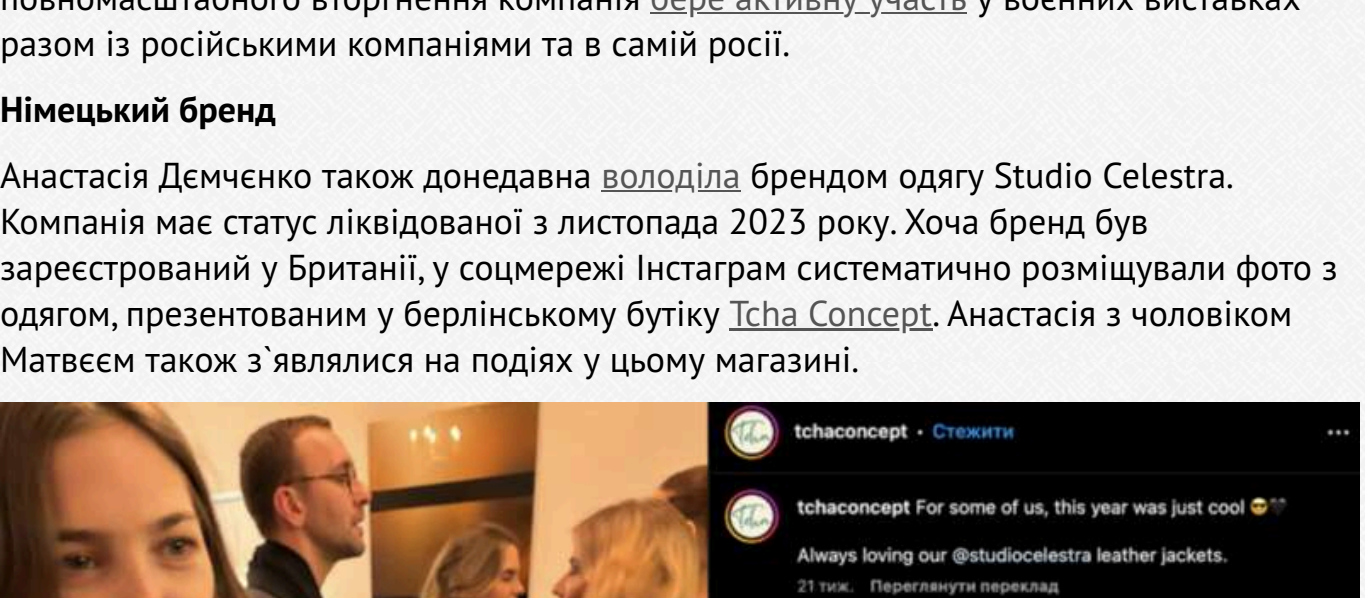 повномасштабного вторгнення компанія бере активну участь у воєнних виставках
разом із російськими компаніями та в самій росії.
Німецький бренд
Анастасія Дємчєнко також донедавна володіла брендом одягу Studio Celestra.
Компанія має статус ліквідованої з листопада 2023 року. Хоча бренд був
зареєстрований у Британії, у соцмережі Інстаграм систематично розміщували фото з
одягом, презентованим у берлінському бутіку Tcha Concept. Анастасія з чоловіком
Матвєєм також з`являлися на подіях у цьому магазині.
tchaconcept • Стежити
tchaconcept For some of us, this year was just cool 😎🖤
Always loving our @studiocelestra leather jackets.
21 тиж. Переглянути переклад